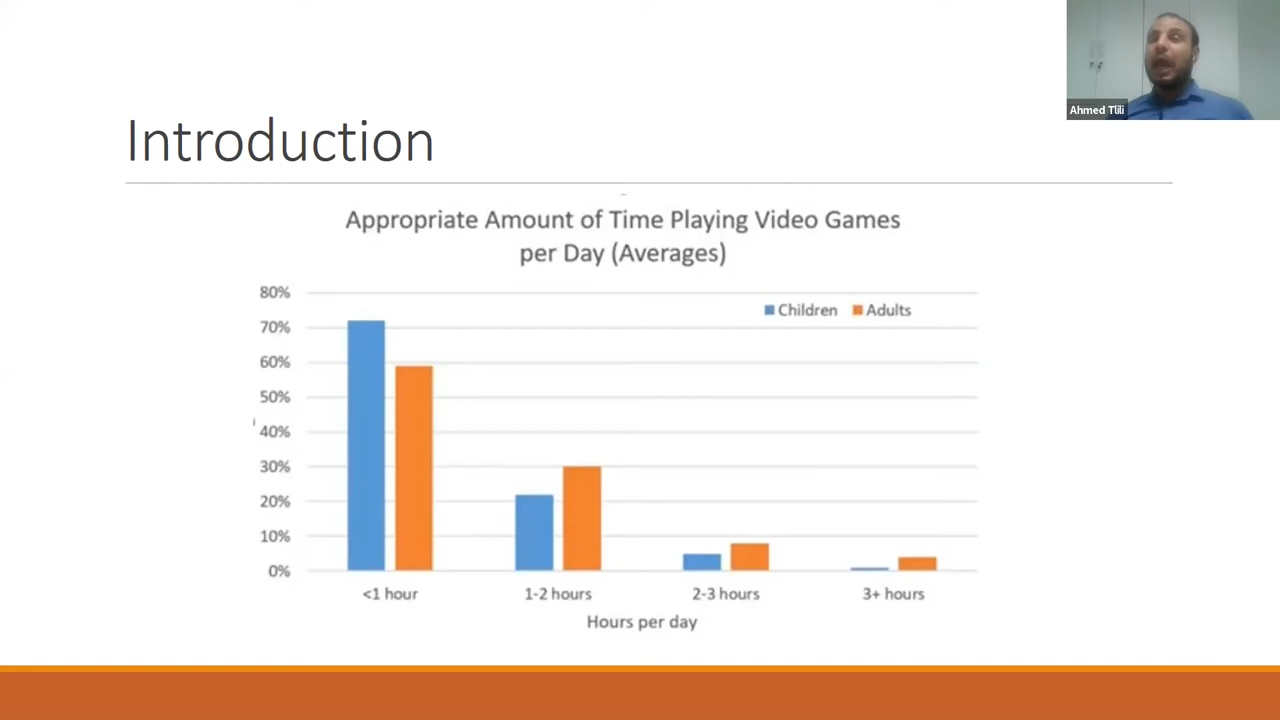 Ahmed Tlili
Introduction
Appropriate Amount of Time Playing Video Games
per Day (Averages)
Children Adults
80%
70%
60%
50%
40%
30%
20%
10%
0%
<1 hour 1-2 hours 2-3 hours 3+ hours
Hours per day